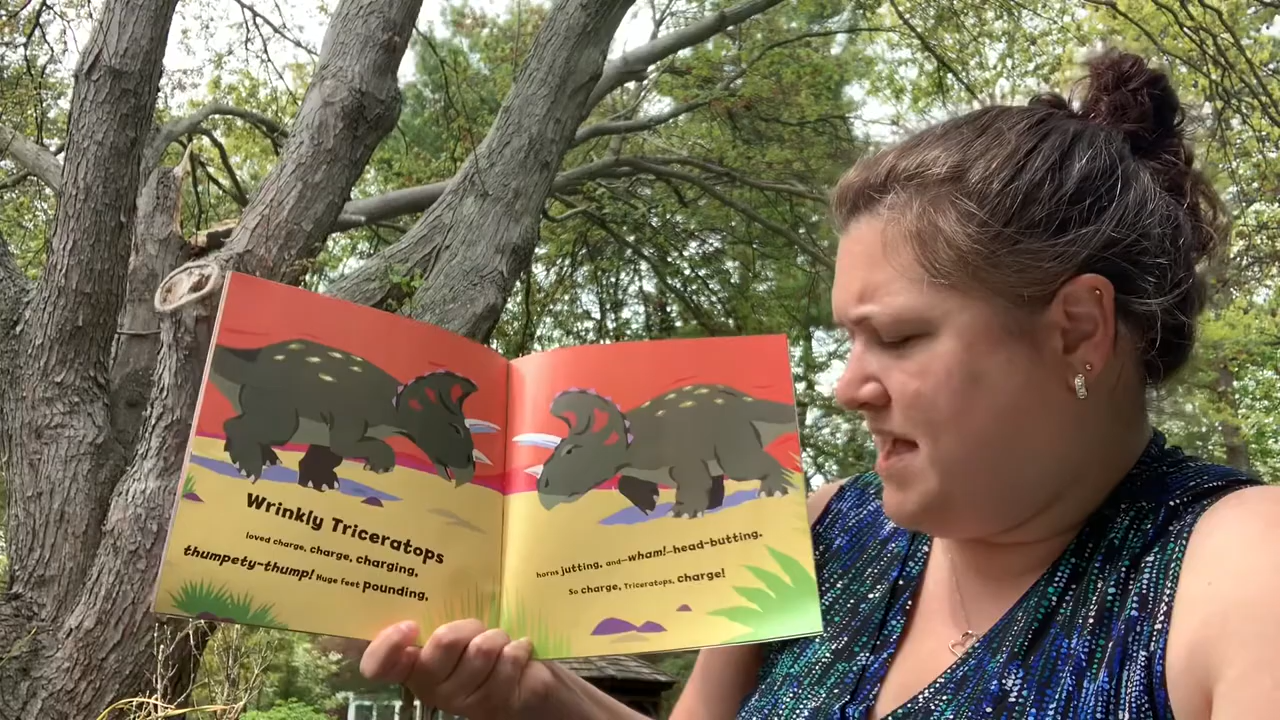 Wrinkly Triceratops
loved charge, charge, charging,
thumpety-thump! Huge feet pounding,
horns jutting, and—wham!—head-butting.
So charge, Triceratops, charge!